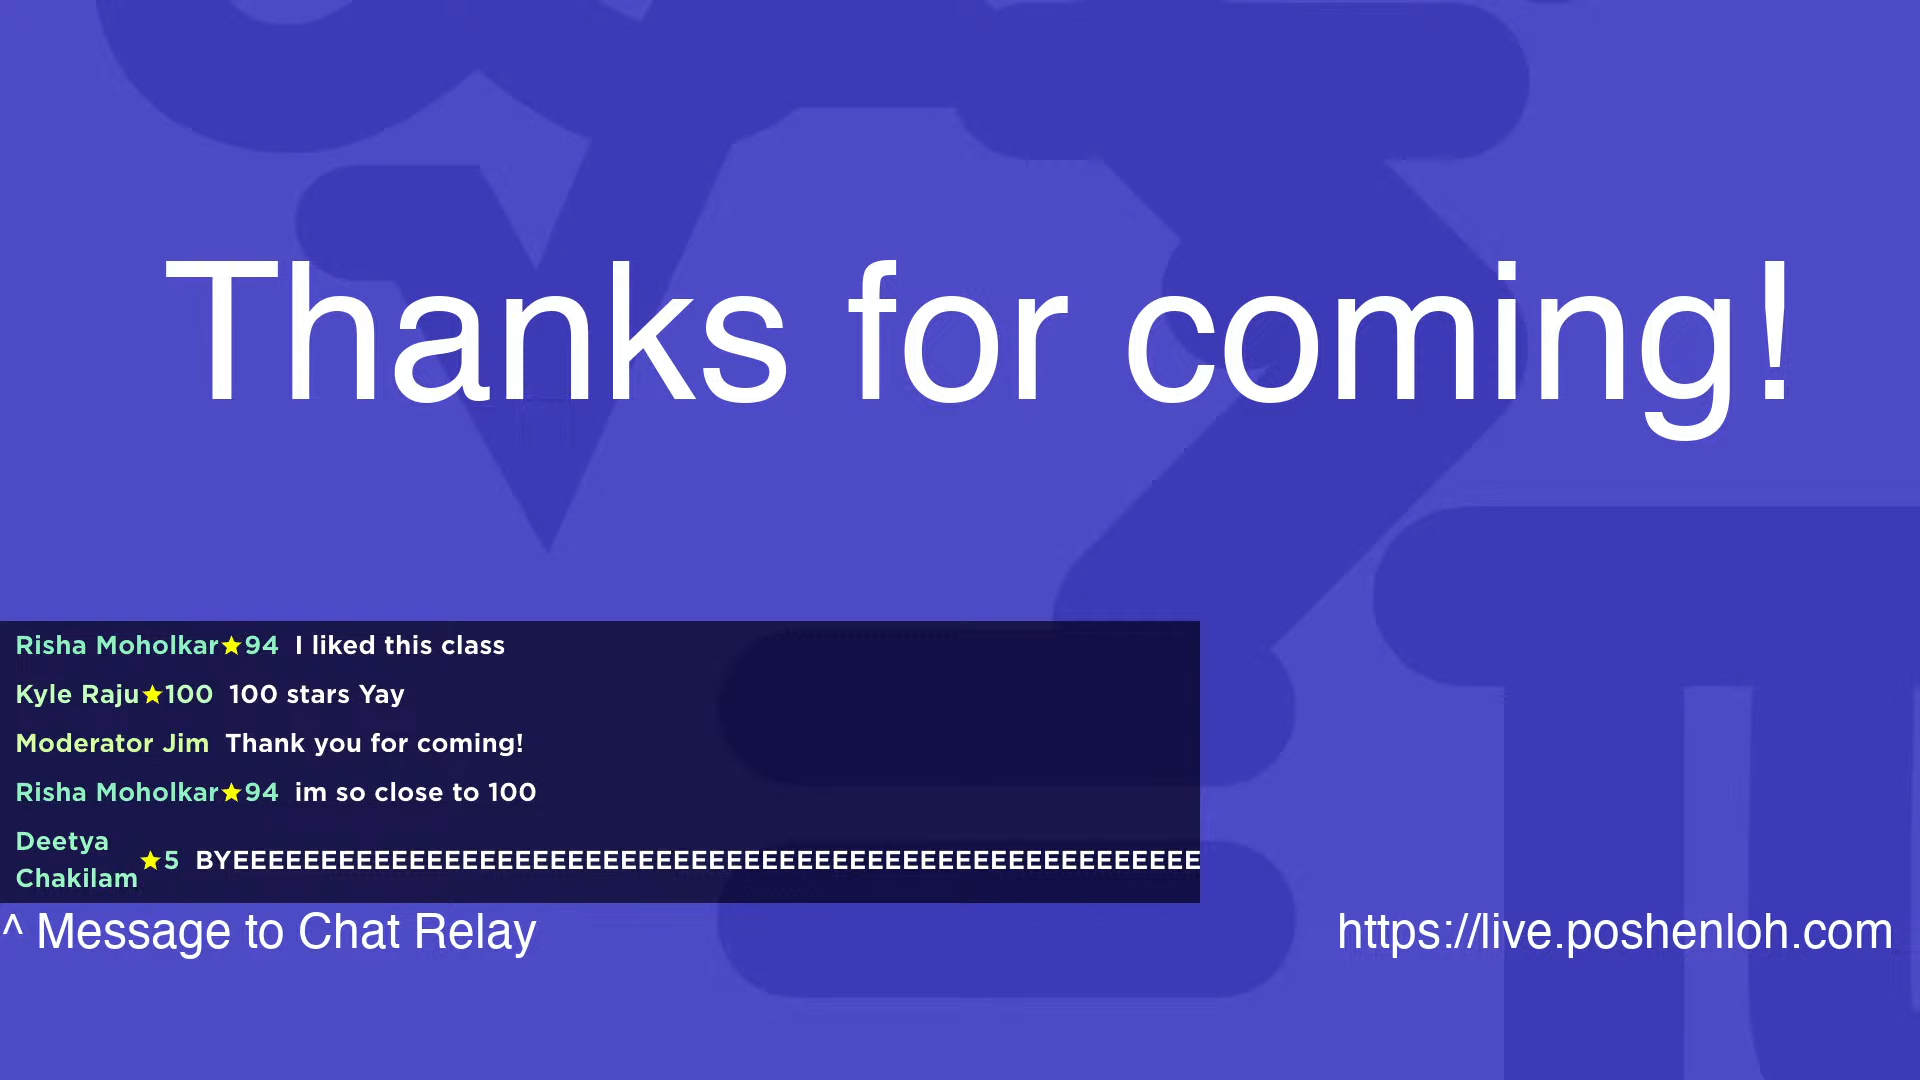 Thanks for coming!
Risha Moholkar★94 I liked this class
Kyle Raju★100 100 stars Yay
Moderator Jim Thank you for coming!
Risha Moholkar★94 im so close to 100
Deetya
Chakilam★5 BYEEEEEEEEEEEEEEEEEEEEEEEEEEEEEEEEEEEEEEEEEEEEEEEEEEEEEEE
^ Message to Chat Relay
https://live.poshenloh.com